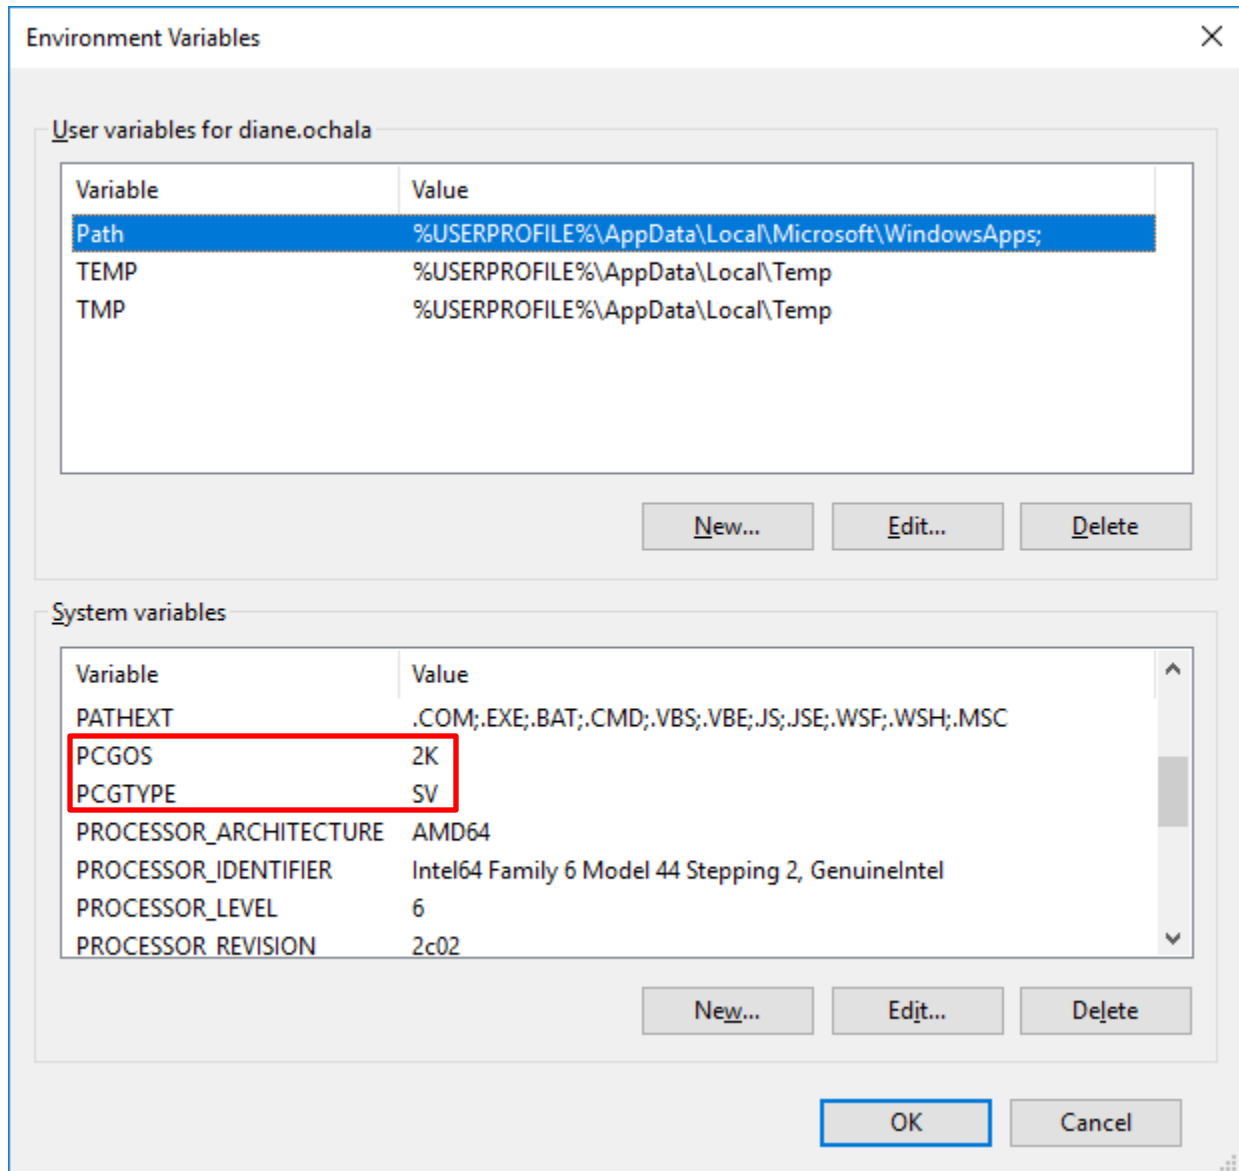 Environment Variables
User variables for diane.ochala
Variable Value
Path %USERPROFILE%\AppData\Local\Microsoft\WindowsApps;
TEMP %USERPROFILE%\AppData\Local\Temp
TMP %USERPROFILE%\AppData\Local\Temp
New... Edit... Delete
System variables
Variable Value
PATHEXT .COM;.EXE;.BAT;.CMD;.VBS;.VBE;.JS;.JSE;.WSF;.WSH;.MSC
PCGOS 2K
PCGTYPE SV
PROCESSOR_ARCHITECTURE AMD64
PROCESSOR_IDENTIFIER Intel64 Family 6 Model 44 Stepping 2, GenuineIntel
PROCESSOR_LEVEL 6
PROCESSOR_REVISION 2c02
New... Edit... Delete
OK Cancel